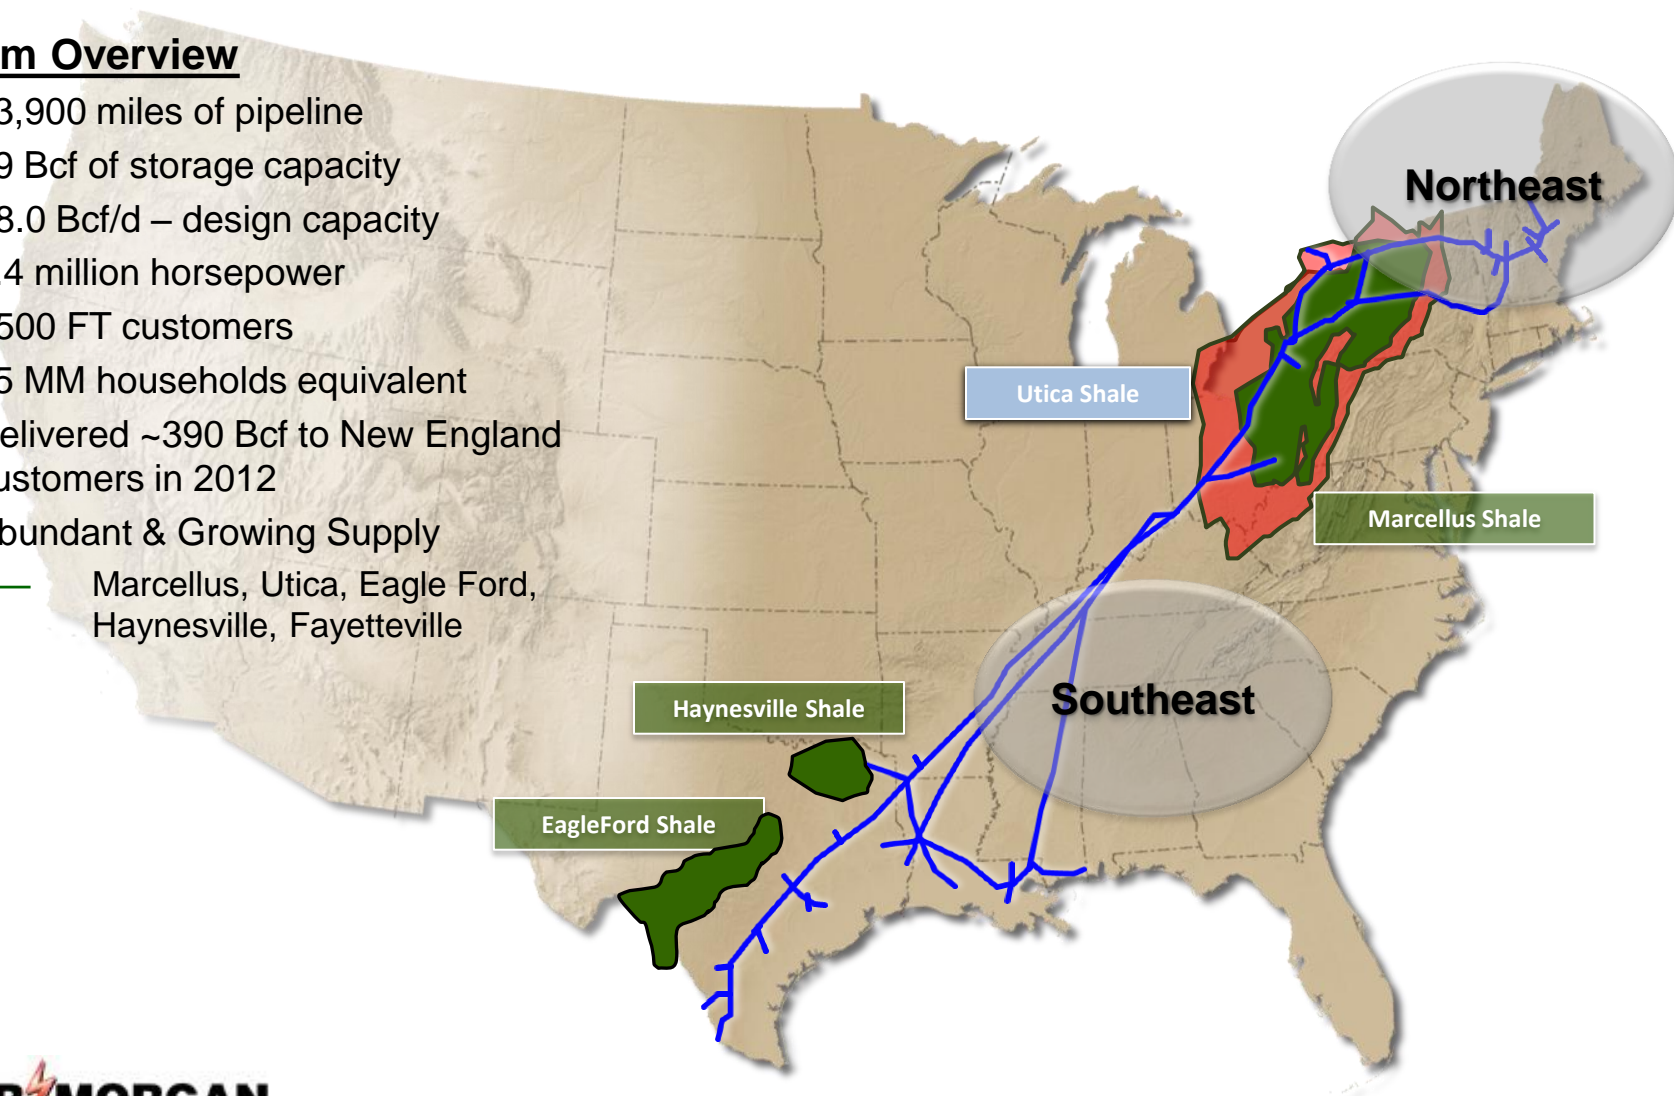 m Overview
3,900 miles of pipeline
9 Bcf of storage capacity
8.0 Bcf/d – design capacity
.4 million horsepower
500 FT customers
5 MM households equivalent
elivered ~390 Bcf to New England
ustomers in 2012
bundant & Growing Supply
— Marcellus, Utica, Eagle Ford,
Haynesville, Fayetteville
Northeast
Utica Shale
Marcellus Shale
Southeast
Haynesville Shale
EagleFord Shale
R MORGAN